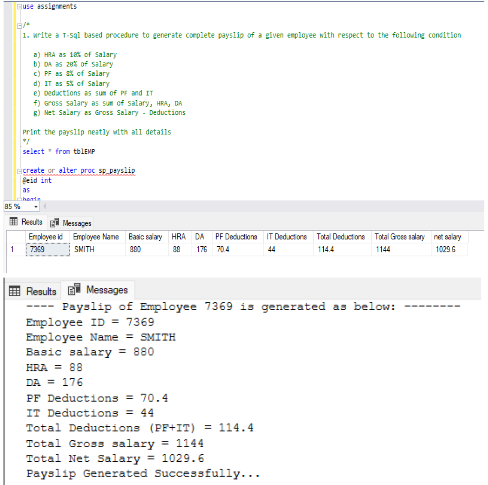 use assignments
/*
1. Write a T-Sql based procedure to generate complete payslip of a given employee with respect to the following condition
a) HRA as 10% of Salary
b) DA as 20% of Salary
c) PF as 8% of Salary
d) IT as 5% of Salary
e) Deductions as sum of PF and IT
f) Gross Salary as sum of Salary, HRA, DA
g) Net Salary as Gross Salary - Deductions
Print the payslip neatly with all details
*/
select * from tblEMP
create or alter proc sp_payslip
@eid int
as
begin
85 %
Results Messages
Employee id Employee Name Basic salary HRA DA PF Deductions IT Deductions Total Deductions Total Gross salary net salary
1 7369 SMITH 880 88 176 70.4 44 114.4 1144 1029.6
Results Messages
---- Payslip of Employee 7369 is generated as below: --------
Employee ID = 7369
Employee Name = SMITH
Basic salary = 880
HRA = 88
DA = 176
PF Deductions = 70.4
IT Deductions = 44
Total Deductions (PF+IT) = 114.4
Total Gross salary = 1144
Total Net Salary = 1029.6
Payslip Generated Successfully...